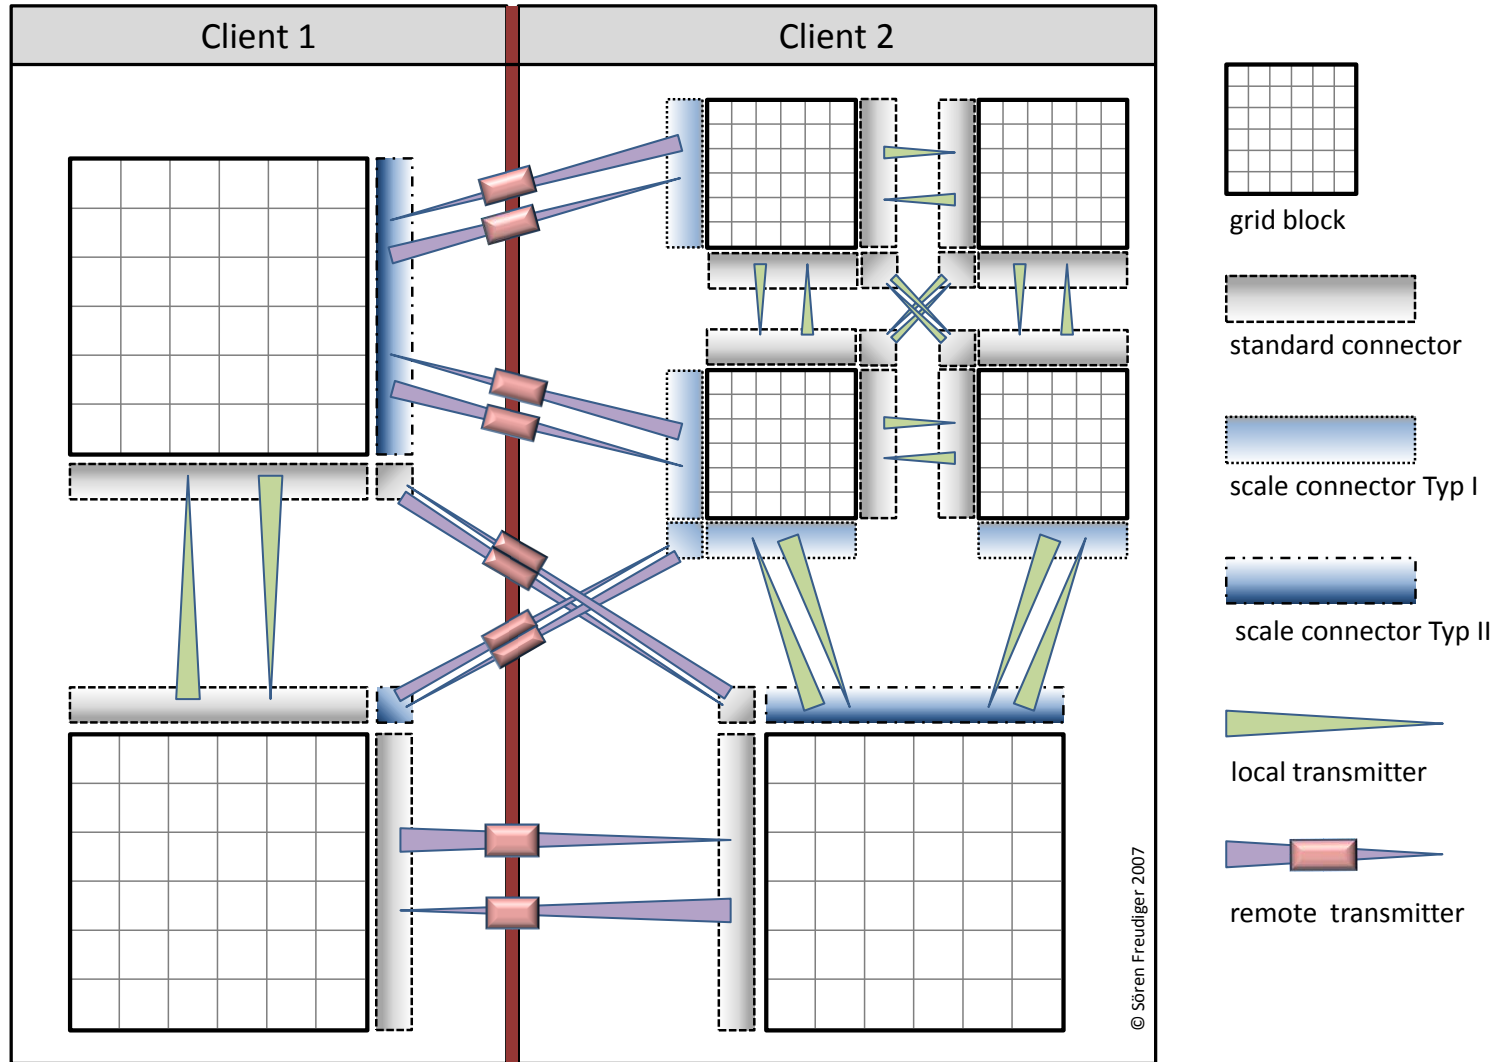 Client 1
Client 2
grid block
standard connector
scale connector Typ I
scale connector Typ II
local transmitter
remote transmitter
© Sören Freudiger 2007